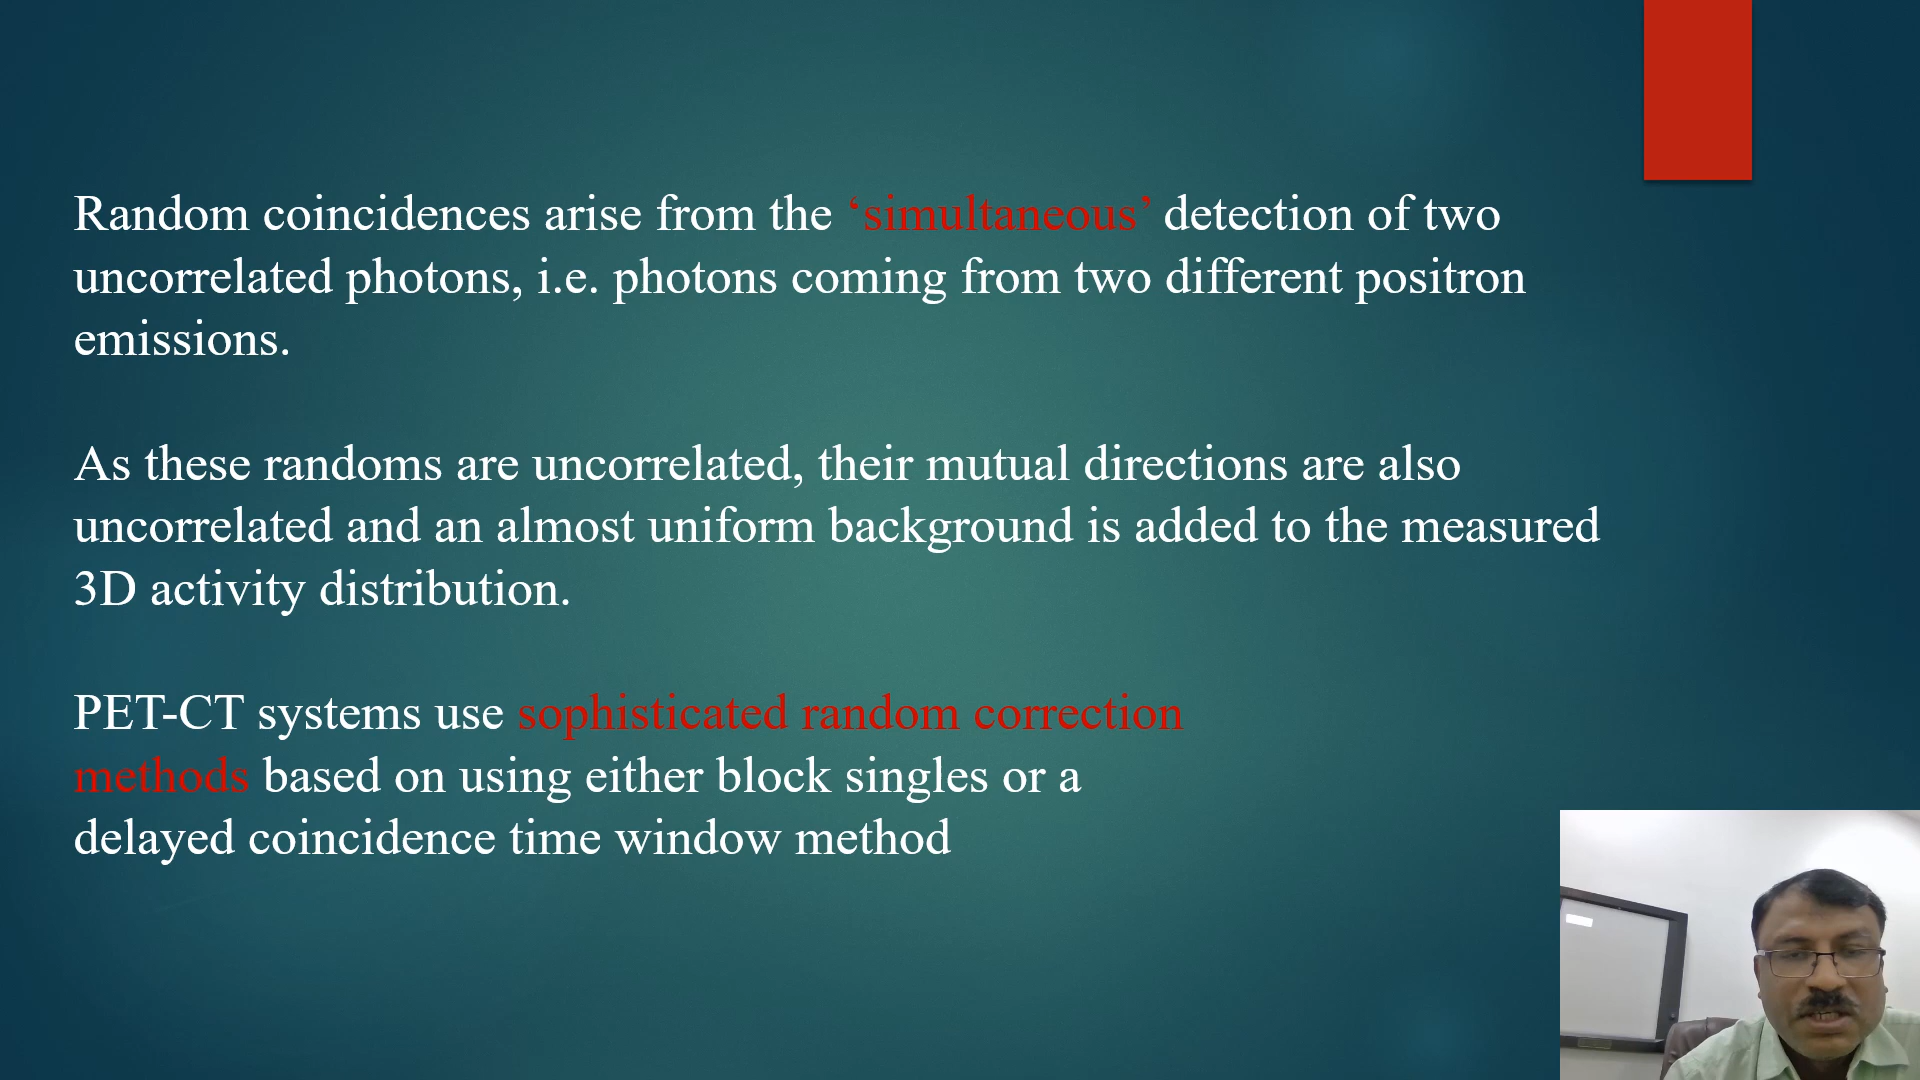 Random coincidences arise from the ‘simultaneous’ detection of two
uncorrelated photons, i.e. photons coming from two different positron
emissions.
As these randoms are uncorrelated, their mutual directions are also
uncorrelated and an almost uniform background is added to the measured
3D activity distribution.
PET-CT systems use sophisticated random correction
methods based on using either block singles or a
delayed coincidence time window method